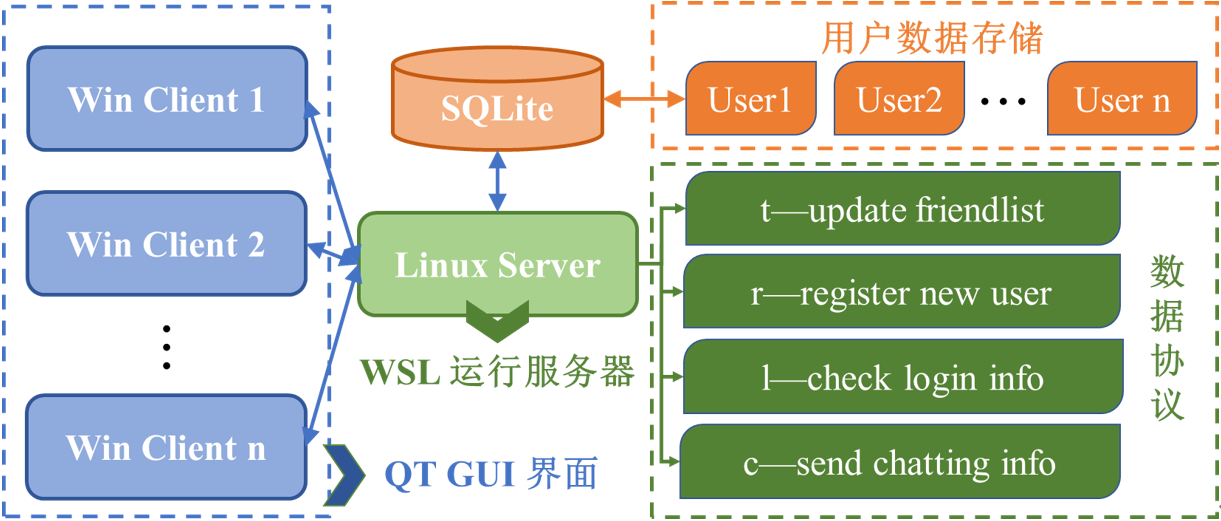 Win Client 1
Win Client 2
Win Client n
QT GUI 界面
SQLite
Linux Server
WSL 运行服务器
用户数据存储
User1
User2
User n
t—update friendlist
r—register new user
l—check login info
c—send chatting info
数据协议